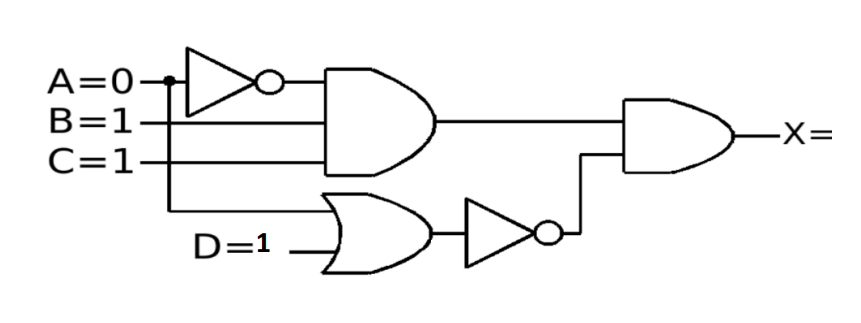 A=0
B=1
C=1
D=1
X=